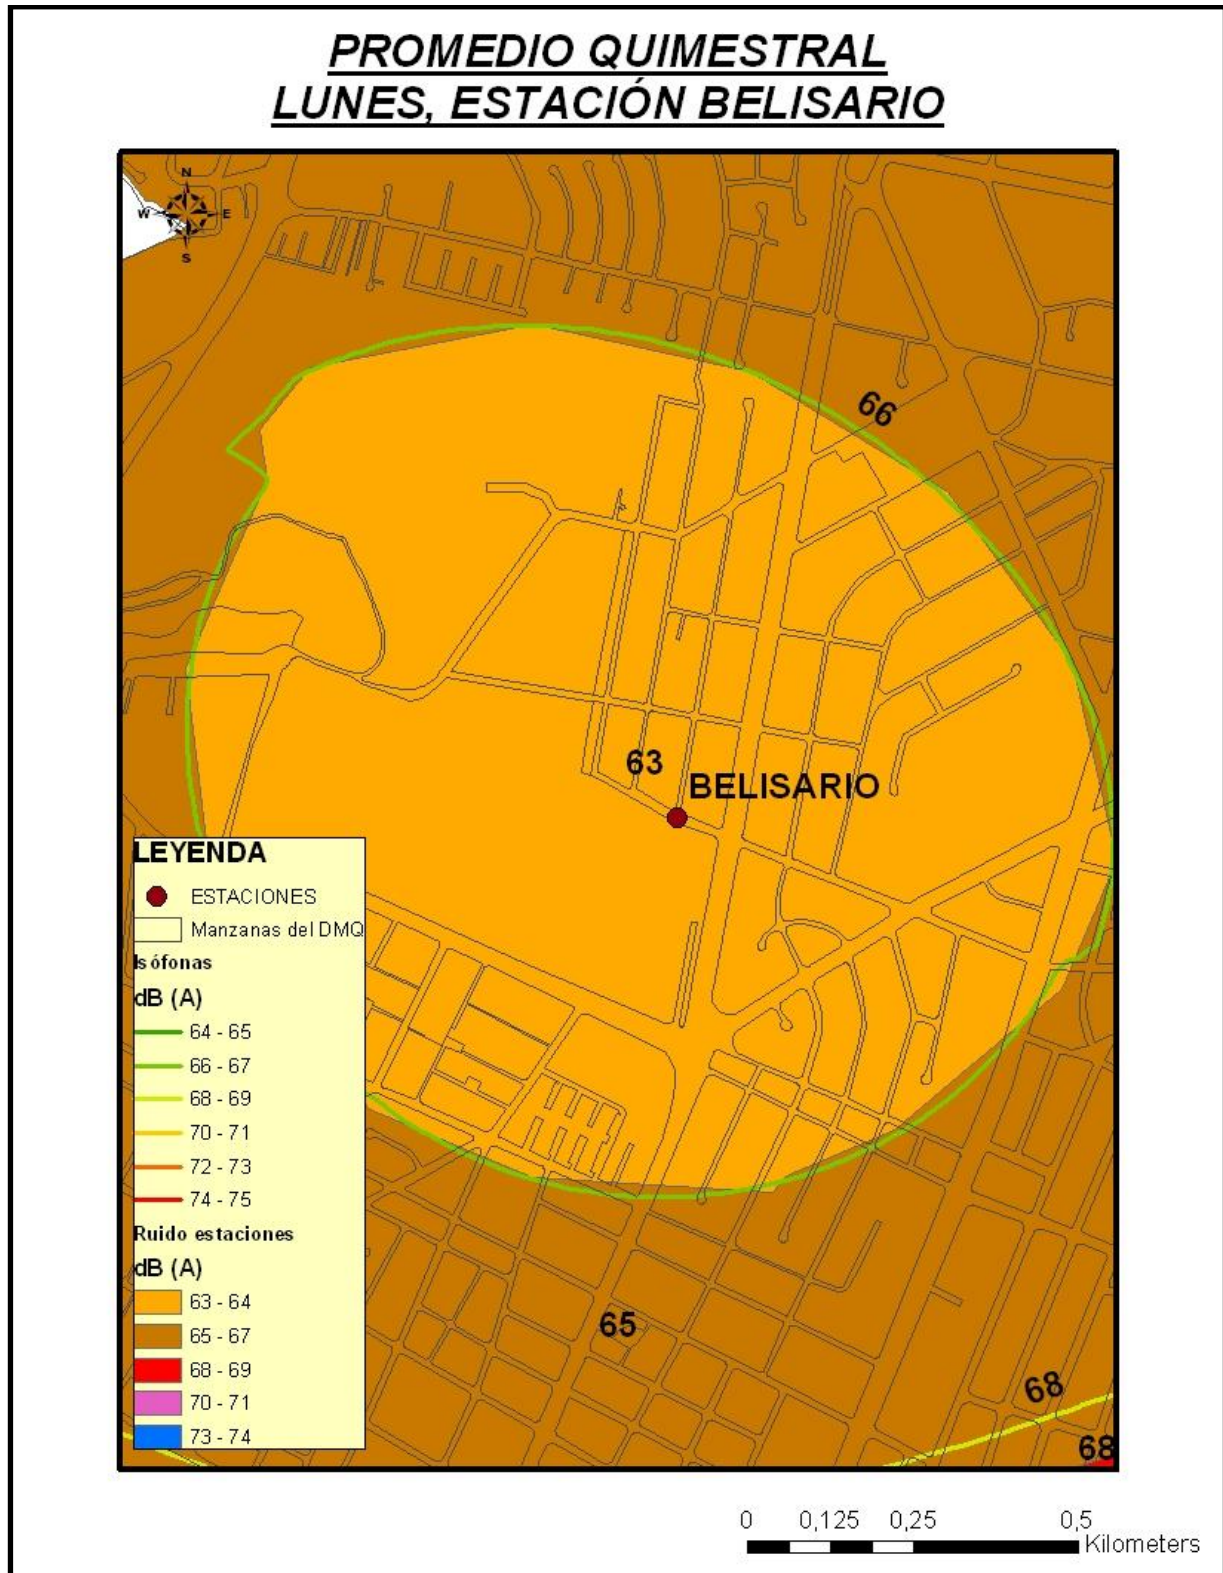 PROMEDIO QUIMESTRAL
LUNES, ESTACIÓN BELISARIO
N
W E
S
66
63
BELISARIO
LEYENDA
ESTACIONES
Manzanas del DMQ
Isófonas
dB (A)
64 - 65
66 - 67
68 - 69
70 - 71
72 - 73
74 - 75
Ruido estaciones
dB (A)
63 - 64
65 - 67
68 - 69
70 - 71
73 - 74
65
68
68
0 0,125 0,25 0,5
Kilometers